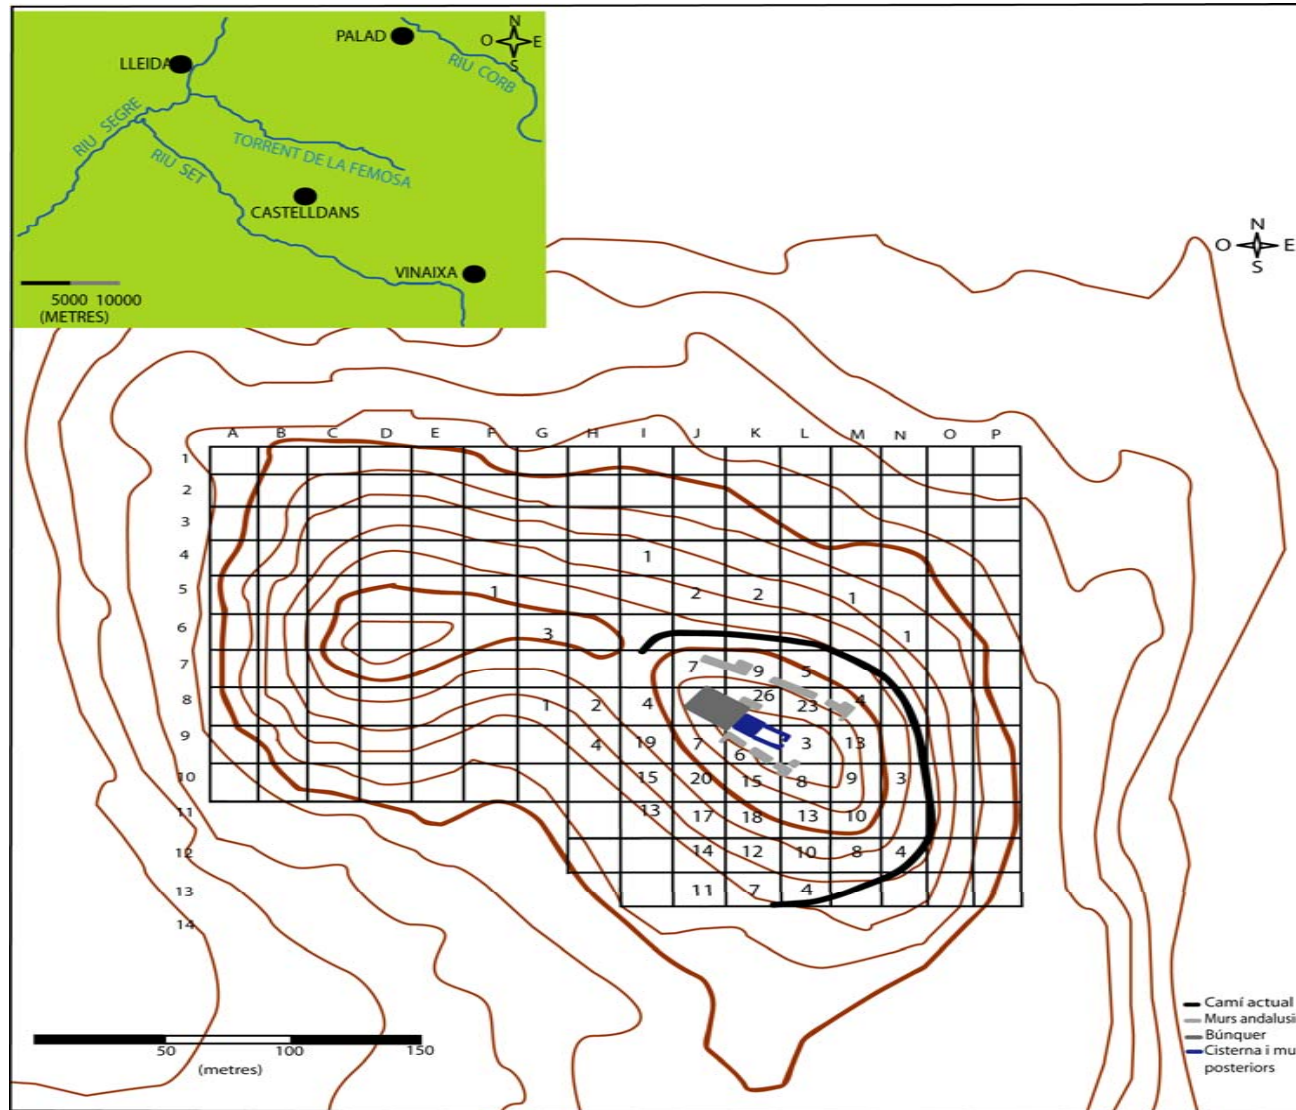 N
PALAD
O E
LLEIDA
S
RIU CORB
RIU SEGRE
TORRENT DE LA FEMOSA
RIU SET
CASTELLDANS
VINAIXA
5000 10000
(METRES)
N
O E
S
A B C D E F G H I J K L M N O P
1
2
3
4 1
5 1 2 2 1
6 3 1
7 7 9 5
8 1 2 4 26 23 4
9 4 19 7 6 3 13
10 15 20 15 8 9 3
11 13 17 18 13 10
12 14 12 10 8 4
13 11 7 4
14
50 100 150
(metres)
Camí actual
Murs andalusi
Búnquer
Cisterna i mu
posteriors